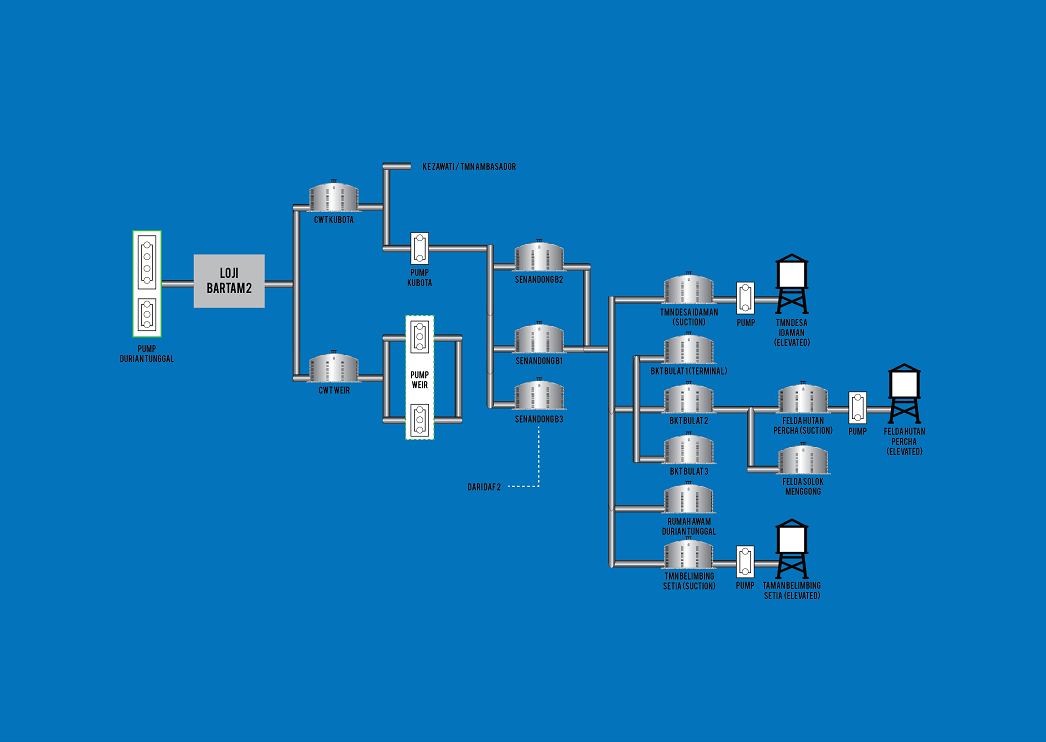 KEZAWATI / TMN AMBASADOR
CWT KUBOTA
PUMP
KUBOTA
LOJI
BARTAM 2
PUMP
DURIAN TUNGGAL
CWT WEIR
PUMP
WEIR
SENANDONG B2
SENANDONG B1
SENANDONG B3
DARI DAF 2
TMN DESA IDAMAN
(SUCTION)
PUMP
TMN DESA
IDAMAN
(ELEVATED)
BKT BULAT 1 (TERMINAL)
BKT BULAT 2
FELDA HUTAN
PERCHA (SUCTION)
PUMP
FELDA HUTAN
PERCHA
(ELEVATED)
BKT BULAT 3
FELDA SOLOK
MENGGONG
RUMAH AWAM
DURIAN TUNGGAL
TMN BELIMBING
SETIA (SUCTION)
PUMP
TAMAN BELIMBING
SETIA (ELEVATED)